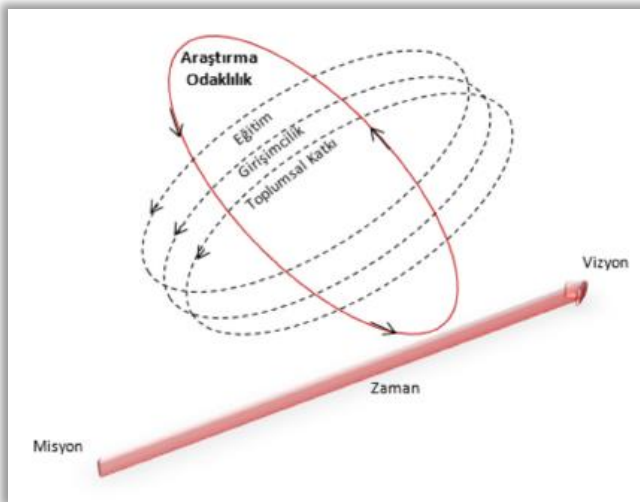 Araştırma
Odaklılık
Eğitim
Girişimcilik
Toplumsal Katkı
Vizyon
Zaman
Misyon